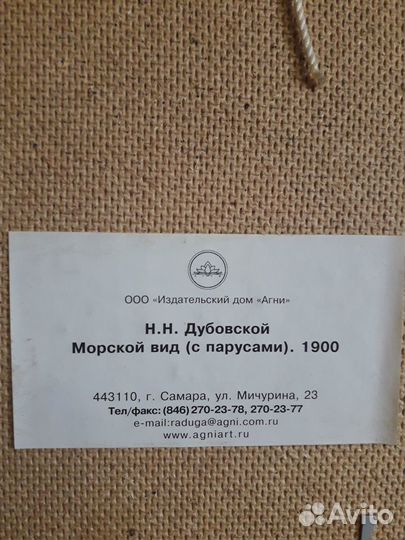 ООО «Издательский дом «Агни»
Н.Н. Дубовской
Морской вид (с парусами). 1900
443110, г. Самара, ул. Мичурина, 23
Тел/факс: (846) 270-23-78, 270-23-77
e-mail:raduga@agni.com.ru
www.agniart.ru
Avito